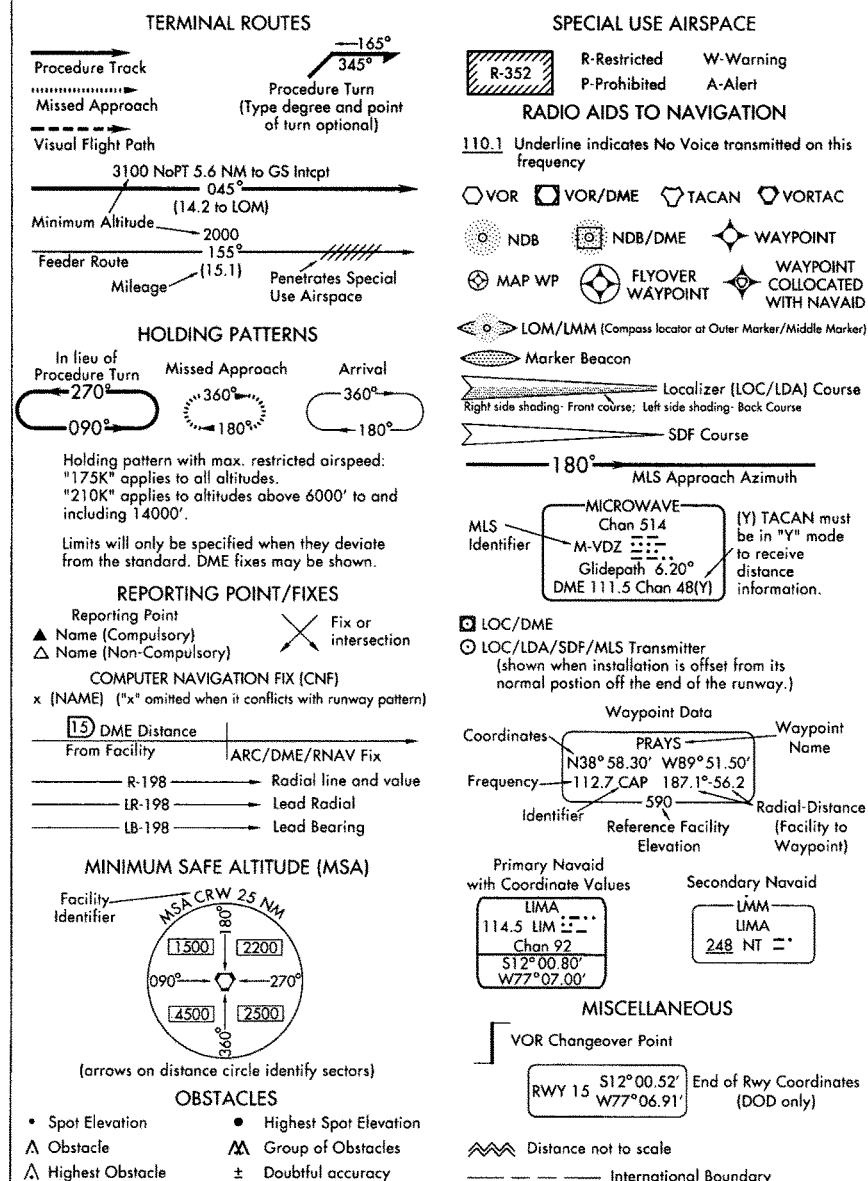 TERMINAL ROUTES
Procedure Track
Missed Approach
Visual Flight Path
165°
345°
Procedure Turn
(Type degree and point
of turn optional)
3100 NoPT 5.6 NM to GS Intcpt
045°
(14.2 to LOM)
Minimum Altitude
2000
Feeder Route
155°
Mileage
(15.1)
Penetrates Special
Use Airspace
HOLDING PATTERNS
In lieu of
Procedure Turn
270°
090°
Missed Approach
360°
180°
Arrival
360°
180°
Holding pattern with max. restricted airspeed:
"175K" applies to all altitudes.
"210K" applies to altitudes above 6000' to and
including 14000'.
Limits will only be specified when they deviate
from the standard. DME fixes may be shown.
REPORTING POINT/FIXES
Reporting Point
Name (Compulsory)
Name (Non-Compulsory)
Fix or
intersection
COMPUTER NAVIGATION FIX (CNF)
x (NAME) ("x" omitted when it conflicts with runway pattern)
15 DME Distance
From Facility
ARC/DME/RNAV Fix
R-198 Radial line and value
LR-198 Lead Radial
LB-198 Lead Bearing
MINIMUM SAFE ALTITUDE (MSA)
Facility
Identifier
MSA CRW 25 NM
180°
1500 2200
090° 270°
4500 2500
360°
(arrows on distance circle identify sectors)
OBSTACLES
• Spot Elevation ● Highest Spot Elevation
Obstacle Group of Obstacles
Highest Obstacle ± Doubtful accuracy
SPECIAL USE AIRSPACE
R-352
R-Restricted W-Warning
P-Prohibited A-Alert
RADIO AIDS TO NAVIGATION
110.1 Underline indicates No Voice transmitted on this
frequency
VOR VOR/DME TACAN VORTAC
NDB NDB/DME WAYPOINT
MAP WP
FLYOVER
WAYPOINT
WAYPOINT
COLLOCATED
WITH NAVAID
LOM/LMM (Compass locator at Outer Marker/Middle Marker)
Marker Beacon
Localizer (LOC/LDA) Course
Right side shading- Front course; Left side shading- Back Course
SDF Course
180°
MLS Approach Azimuth
MLS
Identifier
MICROWAVE
Chan 514
M-VDZ
Glidepath 6.20°
DME 111.5 Chan 48(Y)
(Y) TACAN must
be in "Y" mode
to receive
distance
information.
LOC/DME
LOC/LDA/SDF/MLS Transmitter
(shown when installation is offset from its
normal postion off the end of the runway.)
Waypoint Data
Coordinates
PRAYS
Waypoint
Name
N38°58.30' W89°51.50'
Frequency
112.7 CAP 187.1°-56.2
590
Identifier
Reference Facility
Elevation
Radial-Distance
(Facility to
Waypoint)
Primary Navaid
with Coordinate Values
LIMA
114.5 LIM
Chan 92
S12°00.80'
W77°07.00'
Secondary Navaid
LMM
LIMA
248 NT
MISCELLANEOUS
VOR Changeover Point
RWY 15
S12°00.52'
W77°06.91'
End of Rwy Coordinates
(DOD only)
Distance not to scale
International Boundary